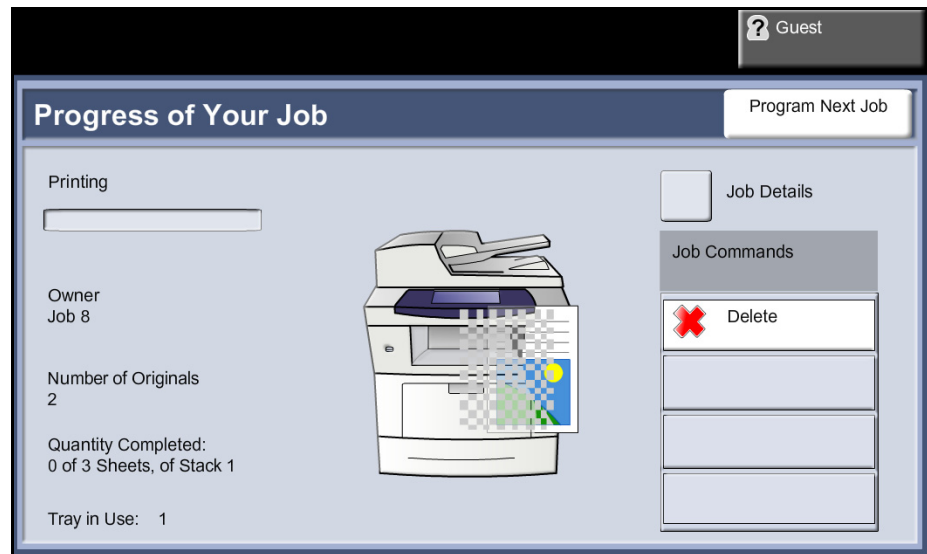 Guest
Progress of Your Job
Program Next Job
Printing
Job Details
Job Commands
Owner
Job 8
Delete
Number of Originals
2
Quantity Completed:
0 of 3 Sheets, of Stack 1
Tray in Use: 1